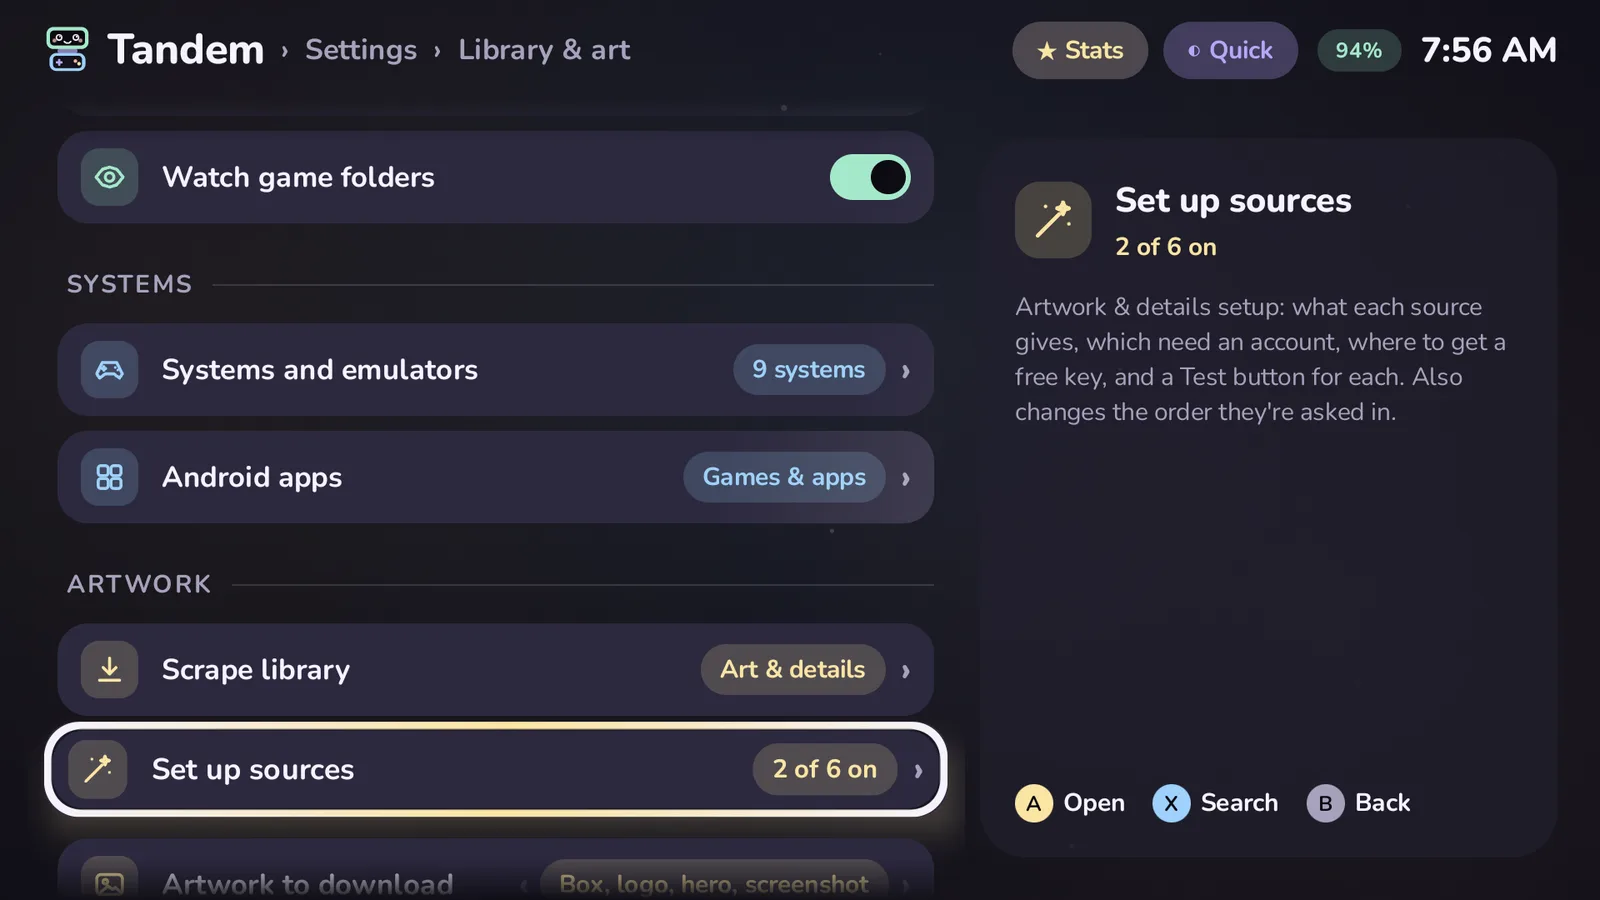 Tandem › Settings › Library & art
★ Stats
Quick
94%
7:56 AM
Watch game folders
SYSTEMS
Systems and emulators
9 systems ›
Android apps
Games & apps ›
ARTWORK
Scrape library
Art & details ›
Set up sources
2 of 6 on ›
Artwork to download
‹ Box, logo, hero, screenshot ›
Set up sources
2 of 6 on
Artwork & details setup: what each source
gives, which need an account, where to get a
free key, and a Test button for each. Also
changes the order they're asked in.
A Open X Search B Back